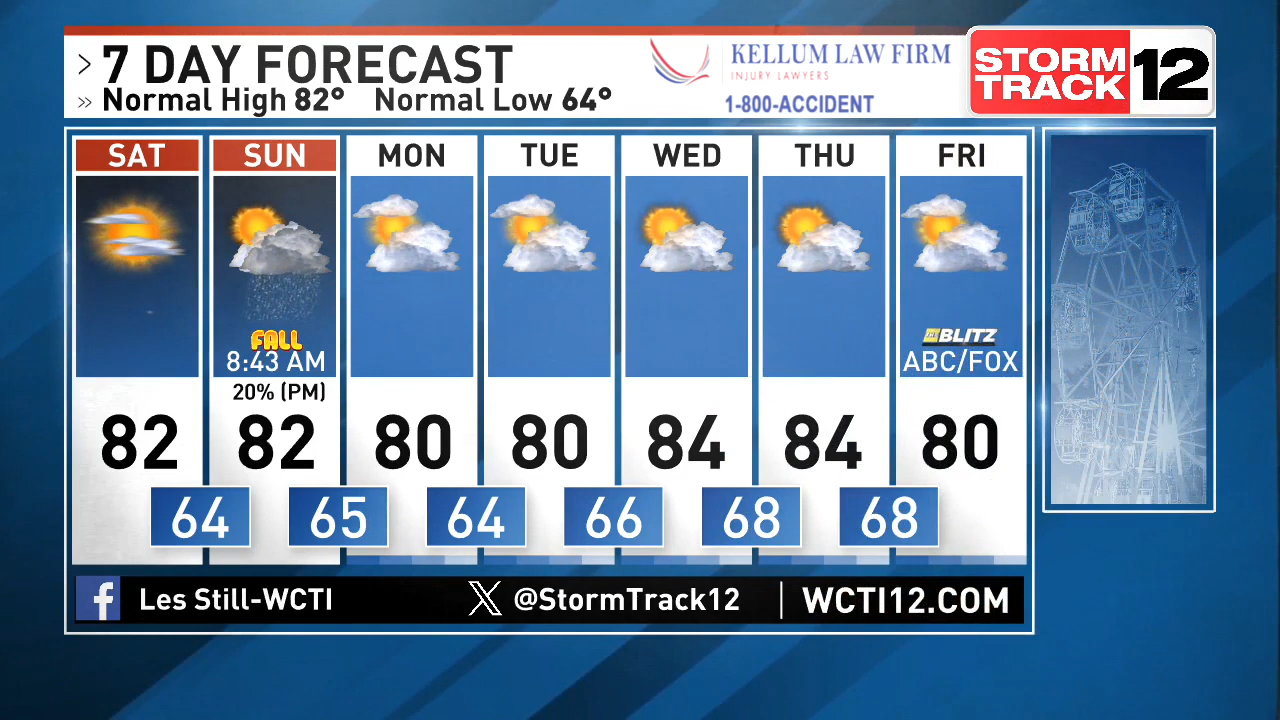 > 7 DAY FORECAST
» Normal High 82° Normal Low 64°
KELLUM LAW FIRM
INJURY LAWYERS
1-800-ACCIDENT
STORM
TRACK
12
SAT SUN MON TUE WED THU FRI
FALL
8:43 AM
THE BLITZ
ABC/FOX
20% (PM)
82 82 80 80 84 84 80
64 65 64 66 68 68
f Les Still-WCTI X @StormTrack12 | WCTI12.COM